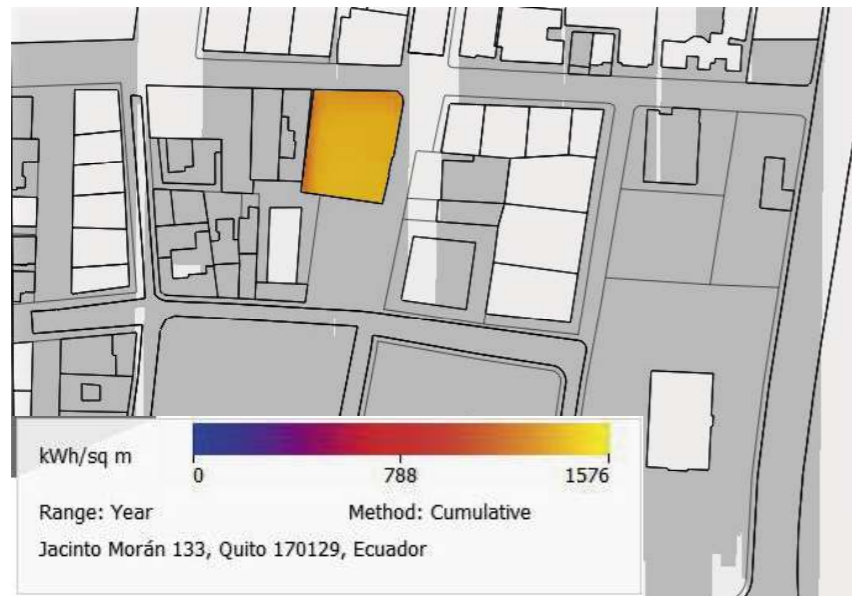 kWh/sq m
0 788 1576
Range: Year Method: Cumulative
Jacinto Morán 133, Quito 170129, Ecuador